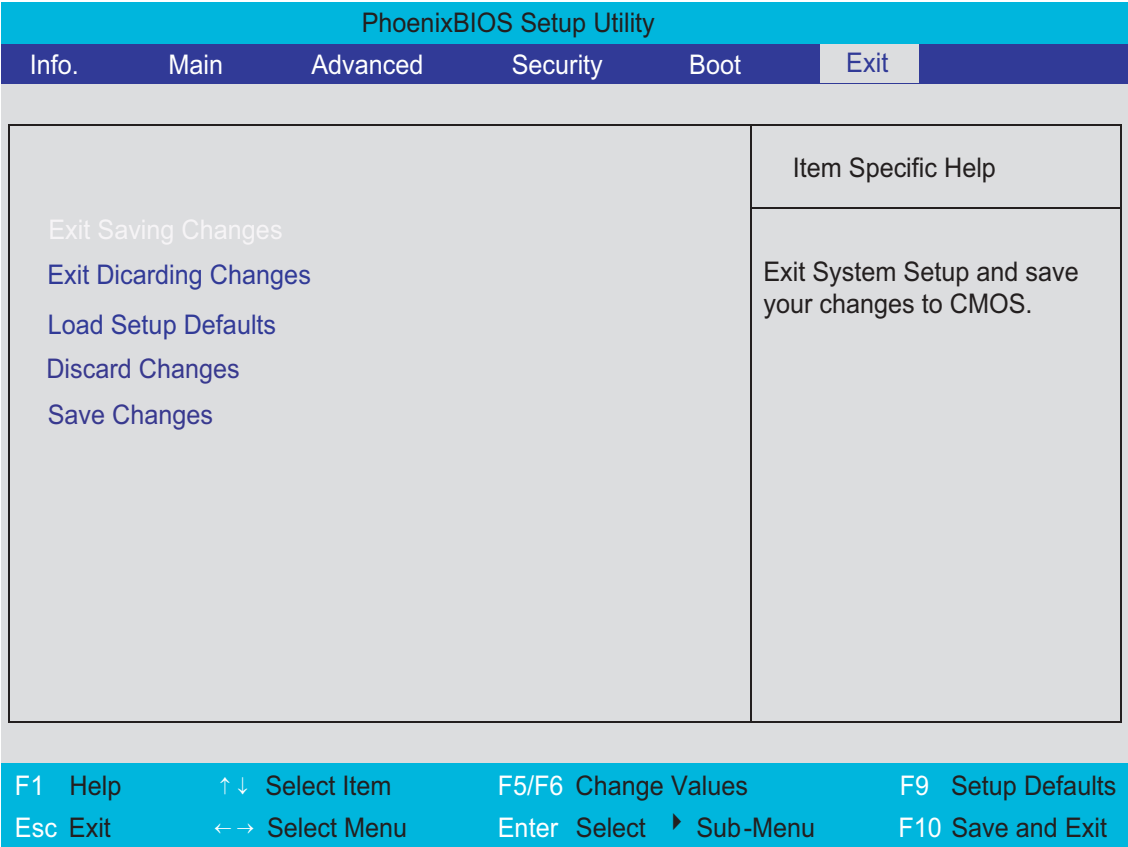 PhoenixBIOS Setup Utility
Info. Main Advanced Security Boot Exit
Item Specific Help
Exit Saving Changes
Exit Dicarding Changes
Load Setup Defaults
Discard Changes
Save Changes
Exit System Setup and save
your changes to CMOS.
F1 Help ↑↓ Select Item F5/F6 Change Values F9 Setup Defaults
Esc Exit ←→ Select Menu Enter Select ▸ Sub-Menu F10 Save and Exit